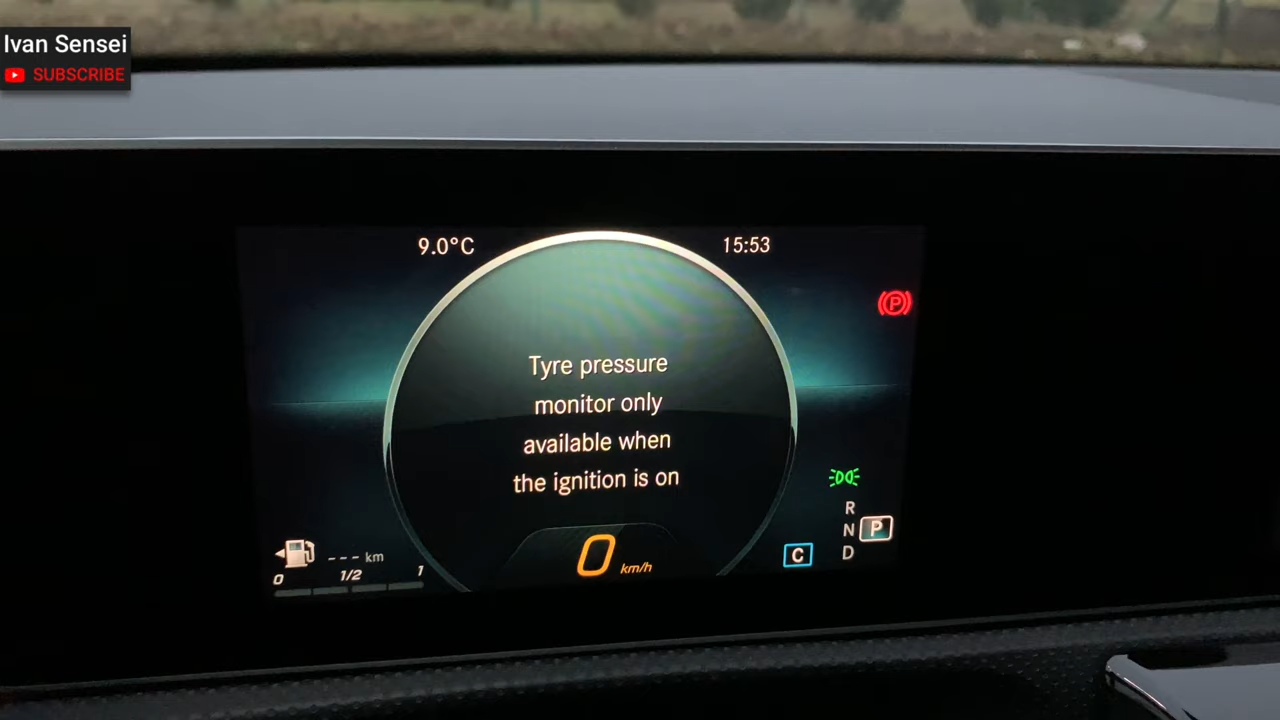 Ivan Sensei
SUBSCRIBE
9.0°C
15:53
P
Tyre pressure
monitor only
available when
the ignition is on
R
N P
D
C
0 km/h
--- km
0 1/2 1